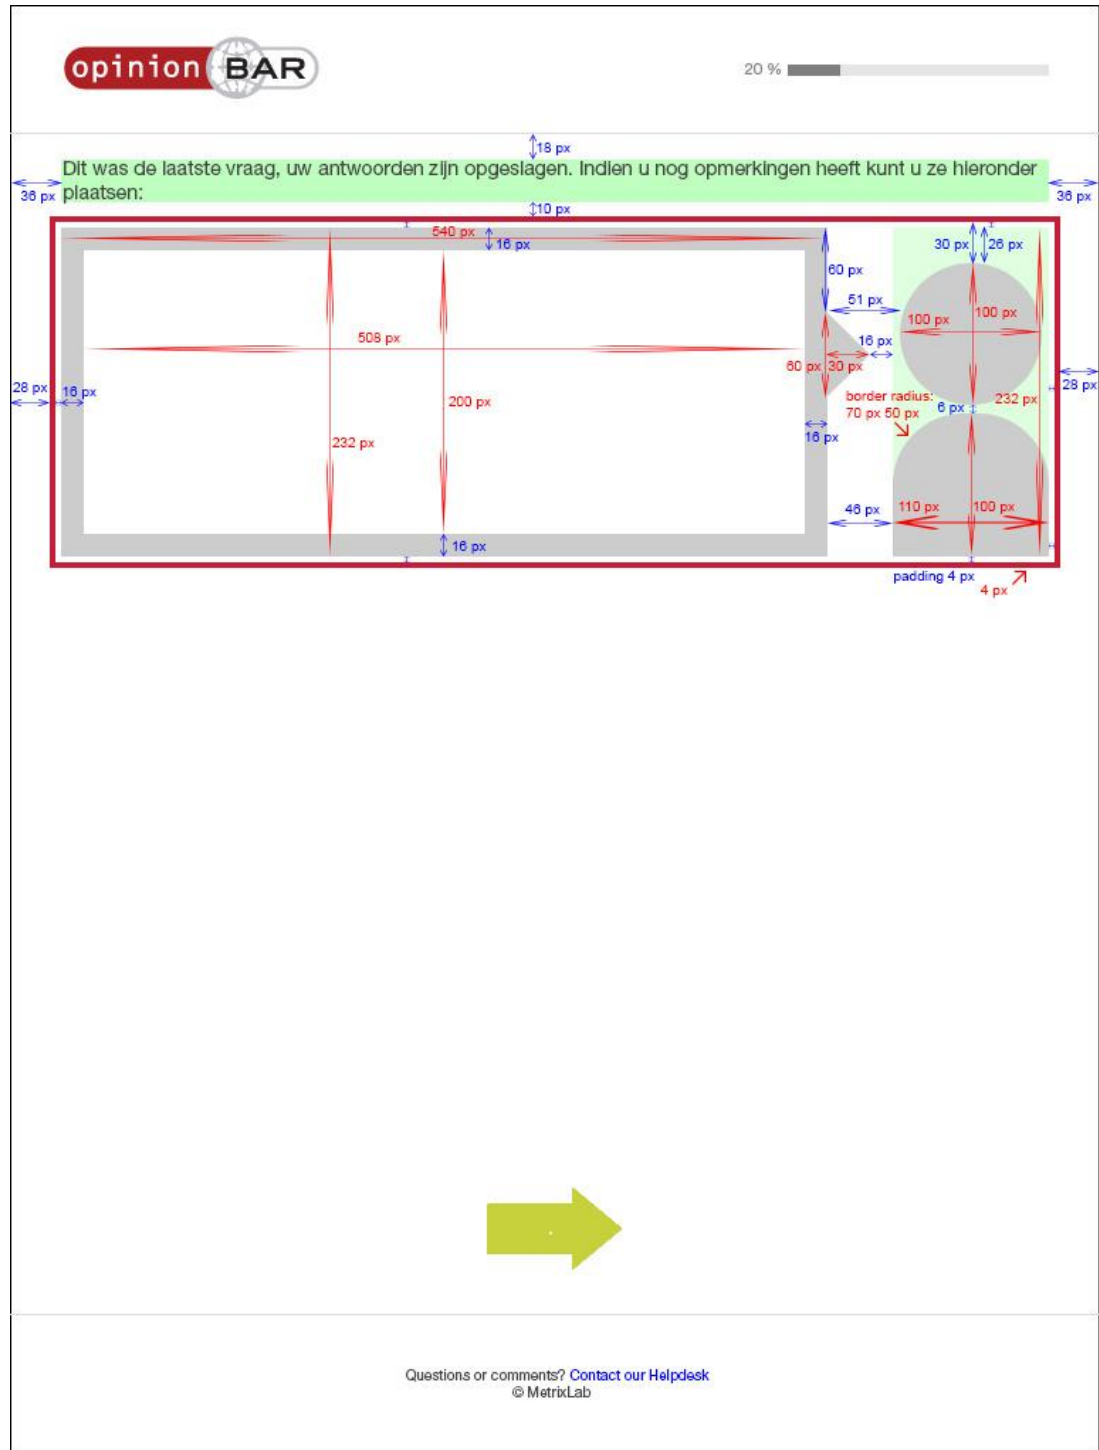 opinion BAR
20 %
18 px
Dit was de laatste vraag, uw antwoorden zijn opgeslagen. Indien u nog opmerkingen heeft kunt u ze hieronder
plaatsen:
36 px
36 px
10 px
540 px
16 px
30 px
26 px
60 px
51 px
100 px
100 px
508 px
16 px
60 px
30 px
28 px
16 px
200 px
border radius:
70 px 50 px
6 px
232 px
28 px
232 px
16 px
46 px
110 px
100 px
16 px
padding 4 px
4 px
Questions or comments? Contact our Helpdesk
© MetrixLab